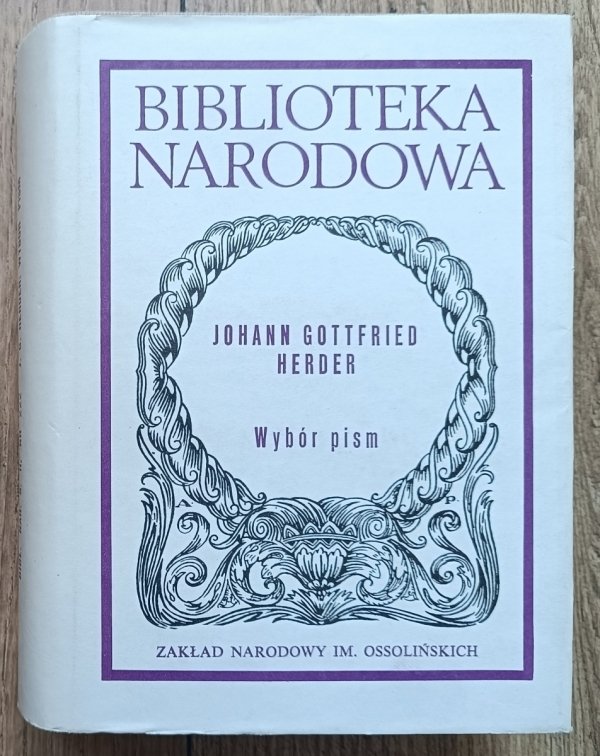 BIBLIOTEKA
NARODOWA
JOHANN GOTTFRIED
HERDER
Wybór pism
A
P.
ZAKŁAD NARODOWY IM. OSSOLIŃSKICH